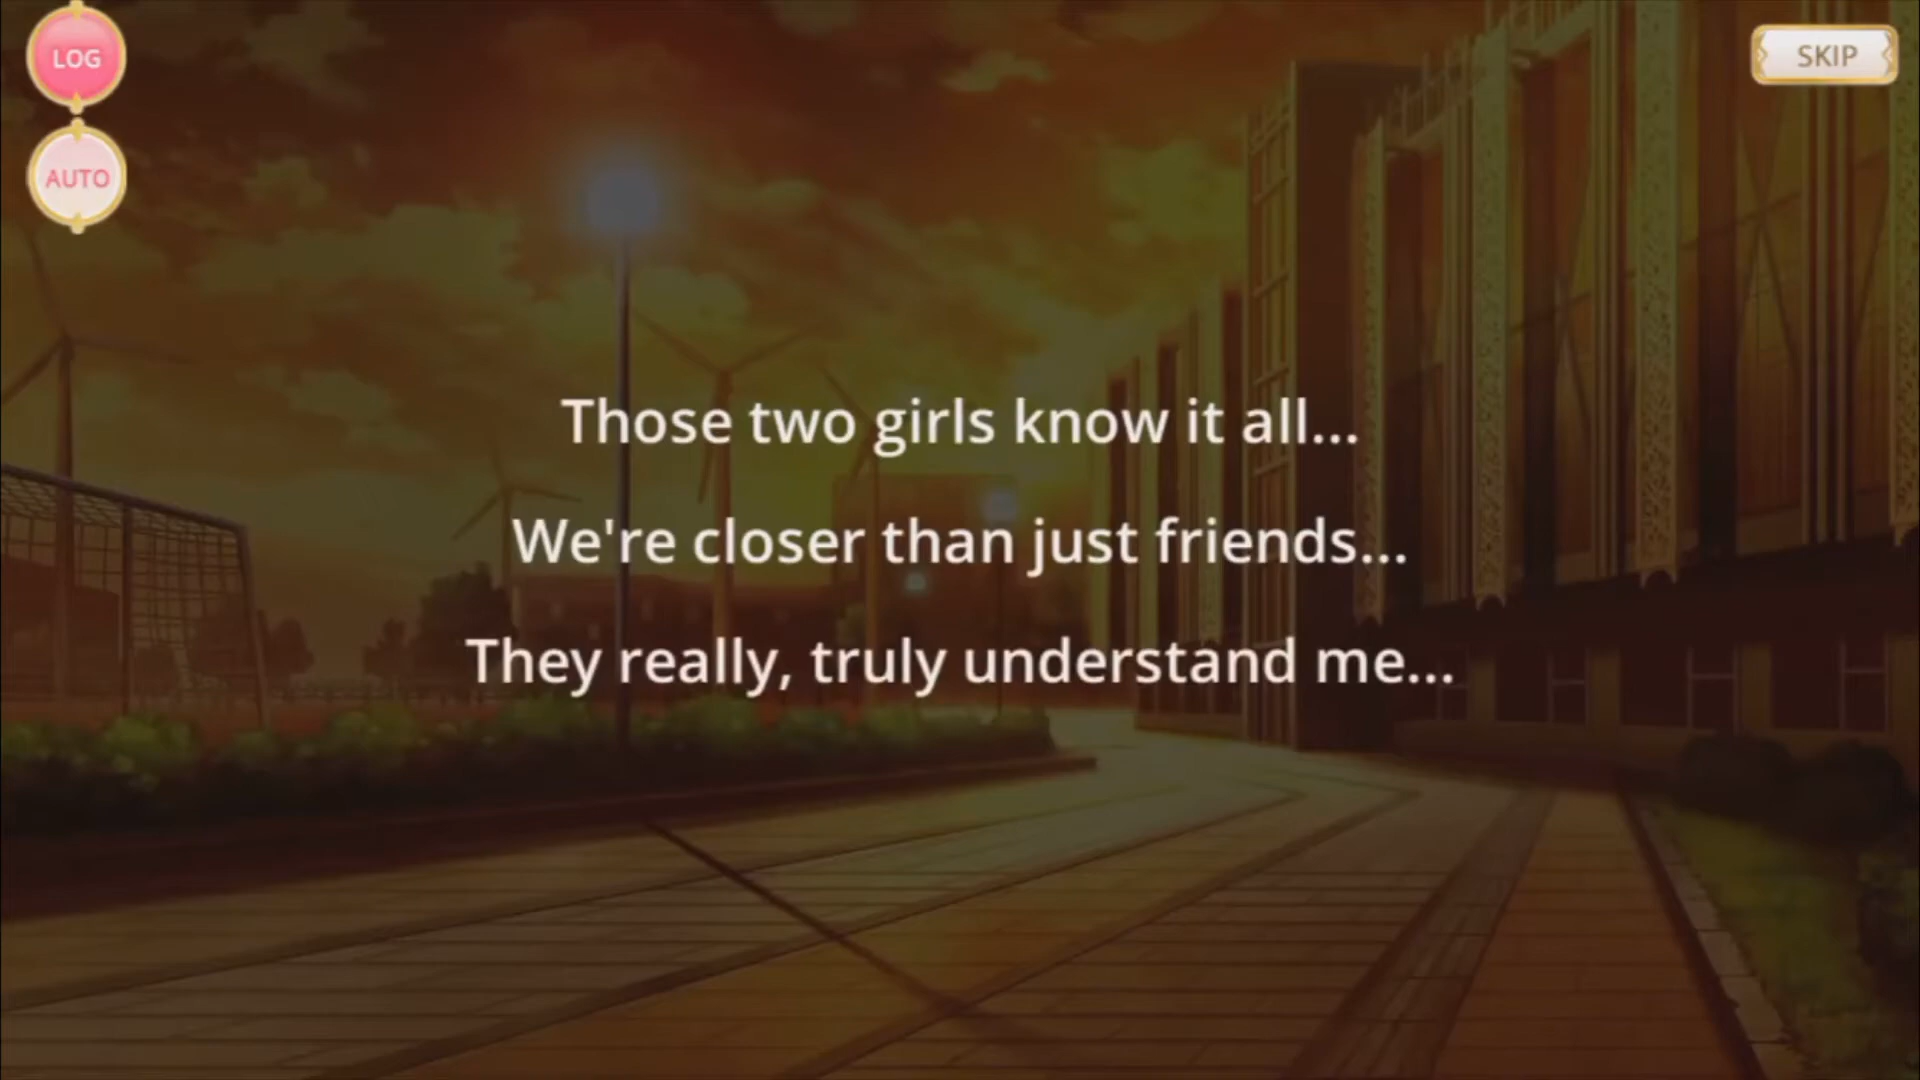 LOG
SKIP
AUTO
Those two girls know it all...
We're closer than just friends...
They really, truly understand me...